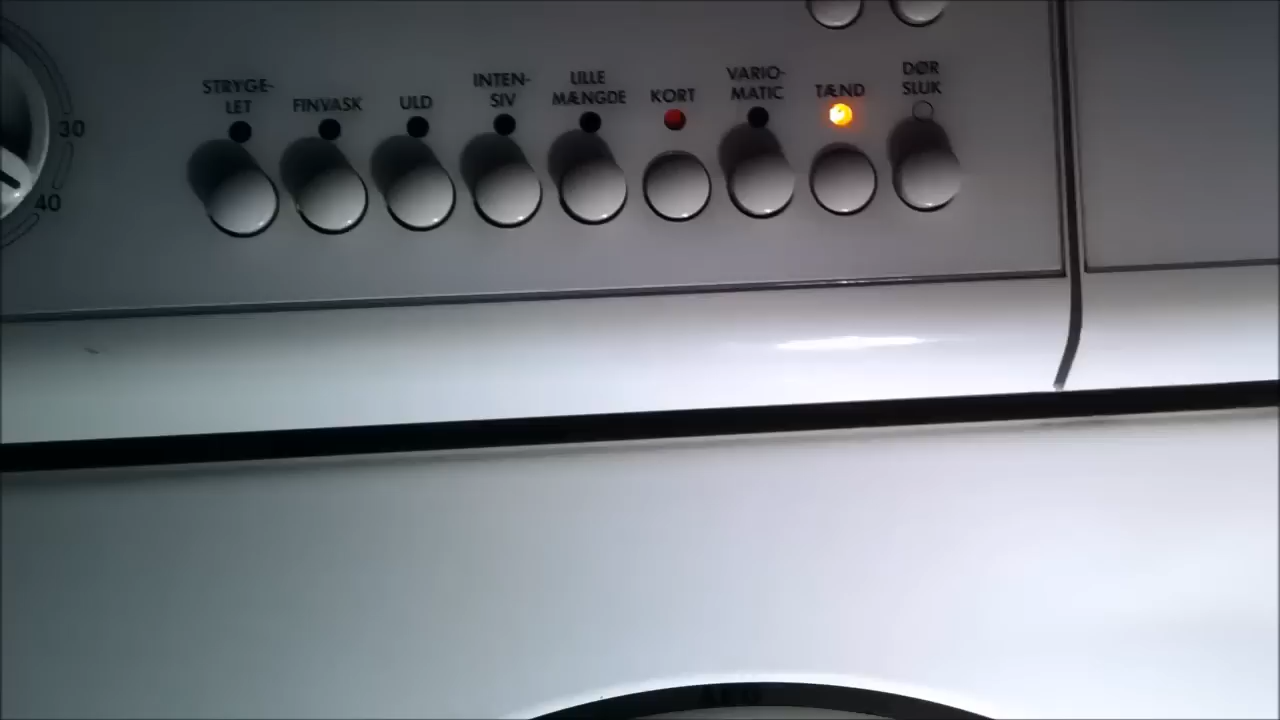 STRYGE-
LET
FINVASK
ULD
INTEN-
SIV
LILLE
MÆNGDE
KORT
VARIO-
MATIC
TÆND
DØR
SLUK
30
40